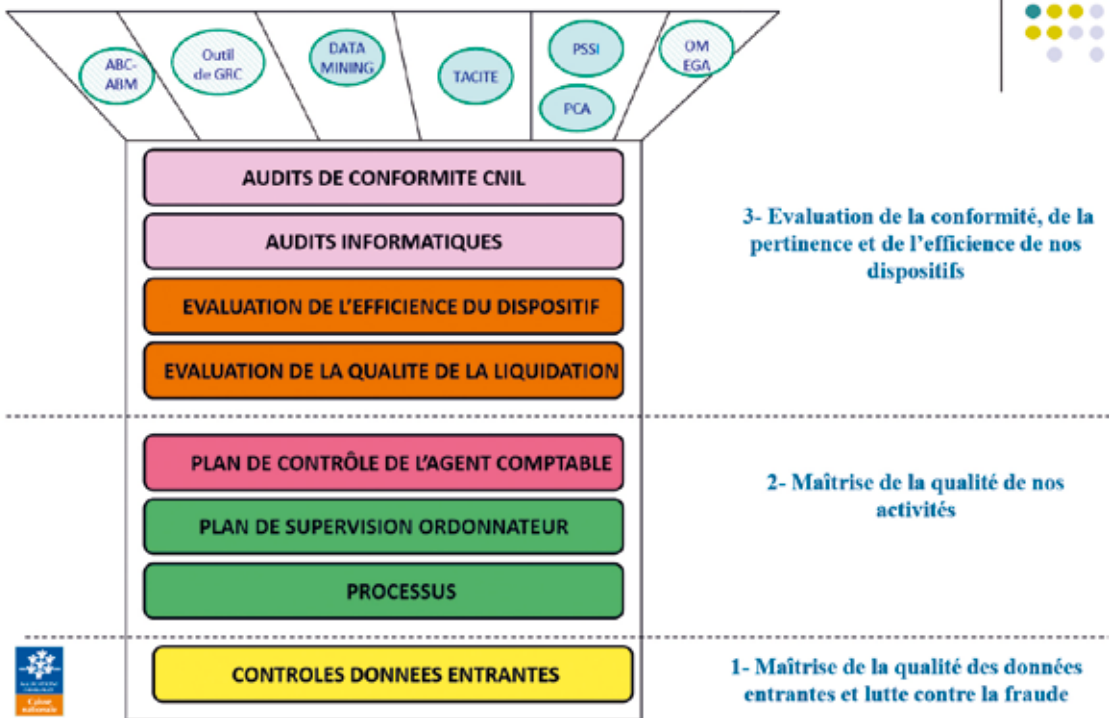 ABC-
ABM
Outil
de GRC
DATA
MINING
TACITE
PSSI
PCA
OM
EGA
AUDITS DE CONFORMITE CNIL
AUDITS INFORMATIQUES
EVALUATION DE L'EFFICIENCE DU DISPOSITIF
EVALUATION DE LA QUALITE DE LA LIQUIDATION
3- Evaluation de la conformité, de la
pertinence et de l'efficience de nos
dispositifs
PLAN DE CONTRÔLE DE L'AGENT COMPTABLE
PLAN DE SUPERVISION ORDONNATEUR
PROCESSUS
2- Maîtrise de la qualité de nos
activités
CONTROLES DONNEES ENTRANTES
1- Maîtrise de la qualité des données
entrantes et lutte contre la fraude
Caisse
nationale